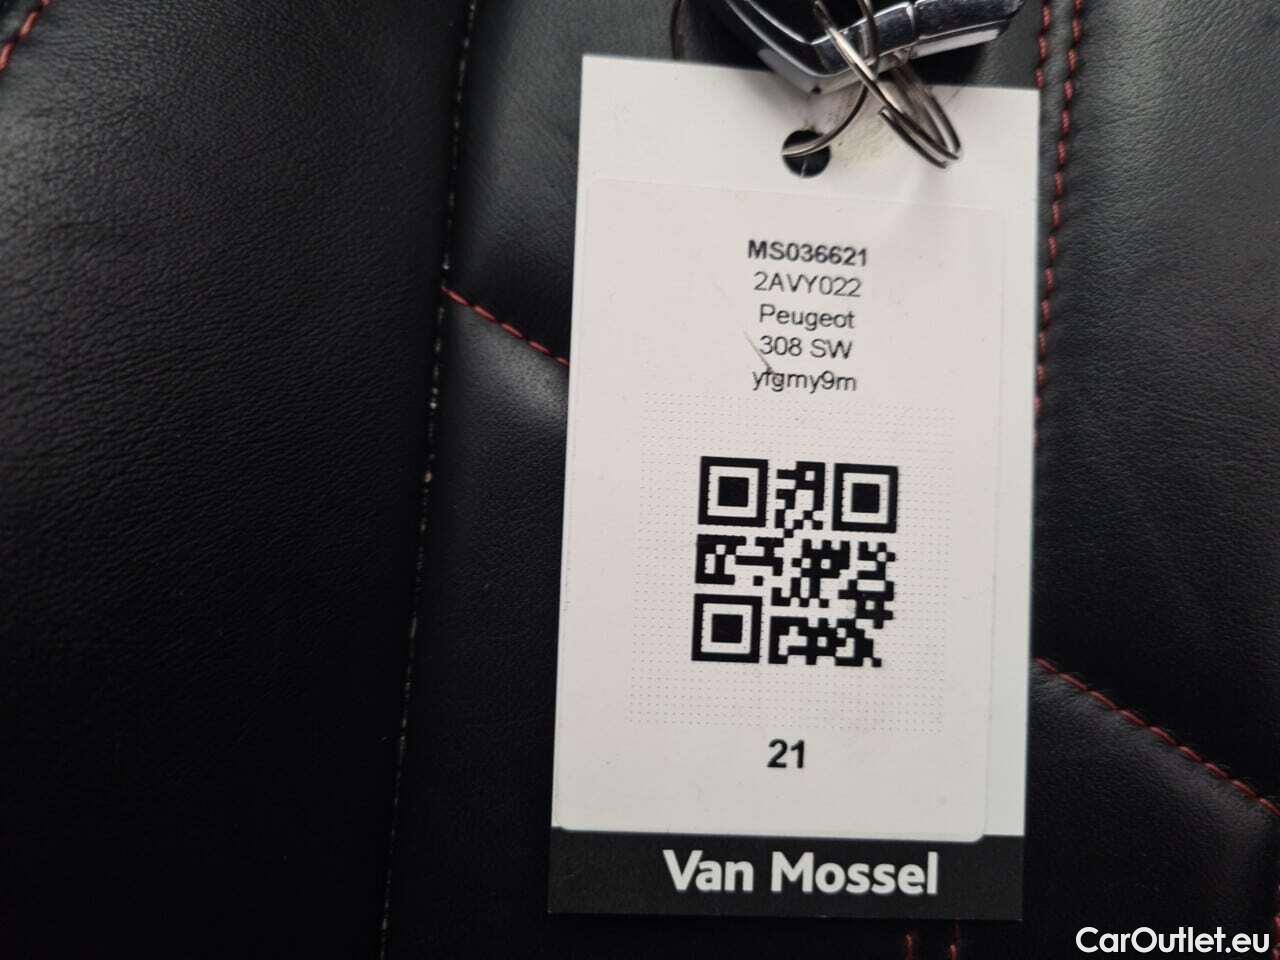 MS036621
2AVY022
Peugeot
308 SW
yfgmy9m
21
Van Mossel
CarOutlet.eu